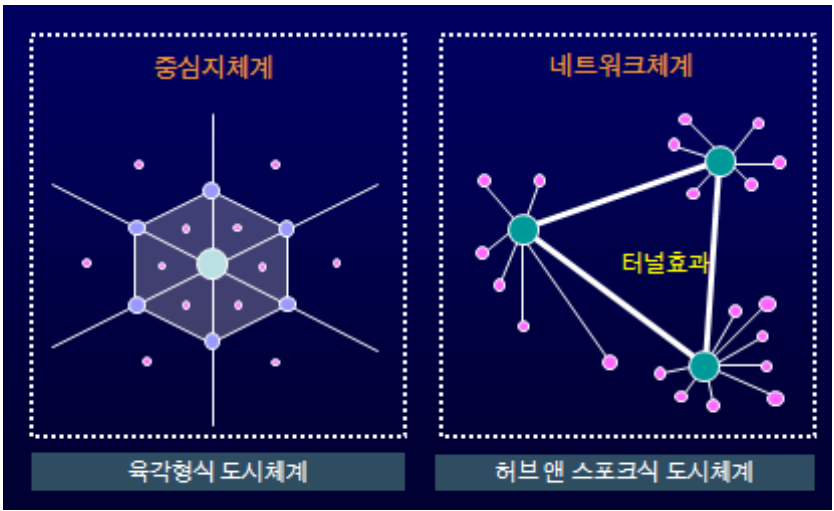 중심지체계
네트워크체계
터널효과
육각형식 도시체계
허브 앤 스포크식 도시체계